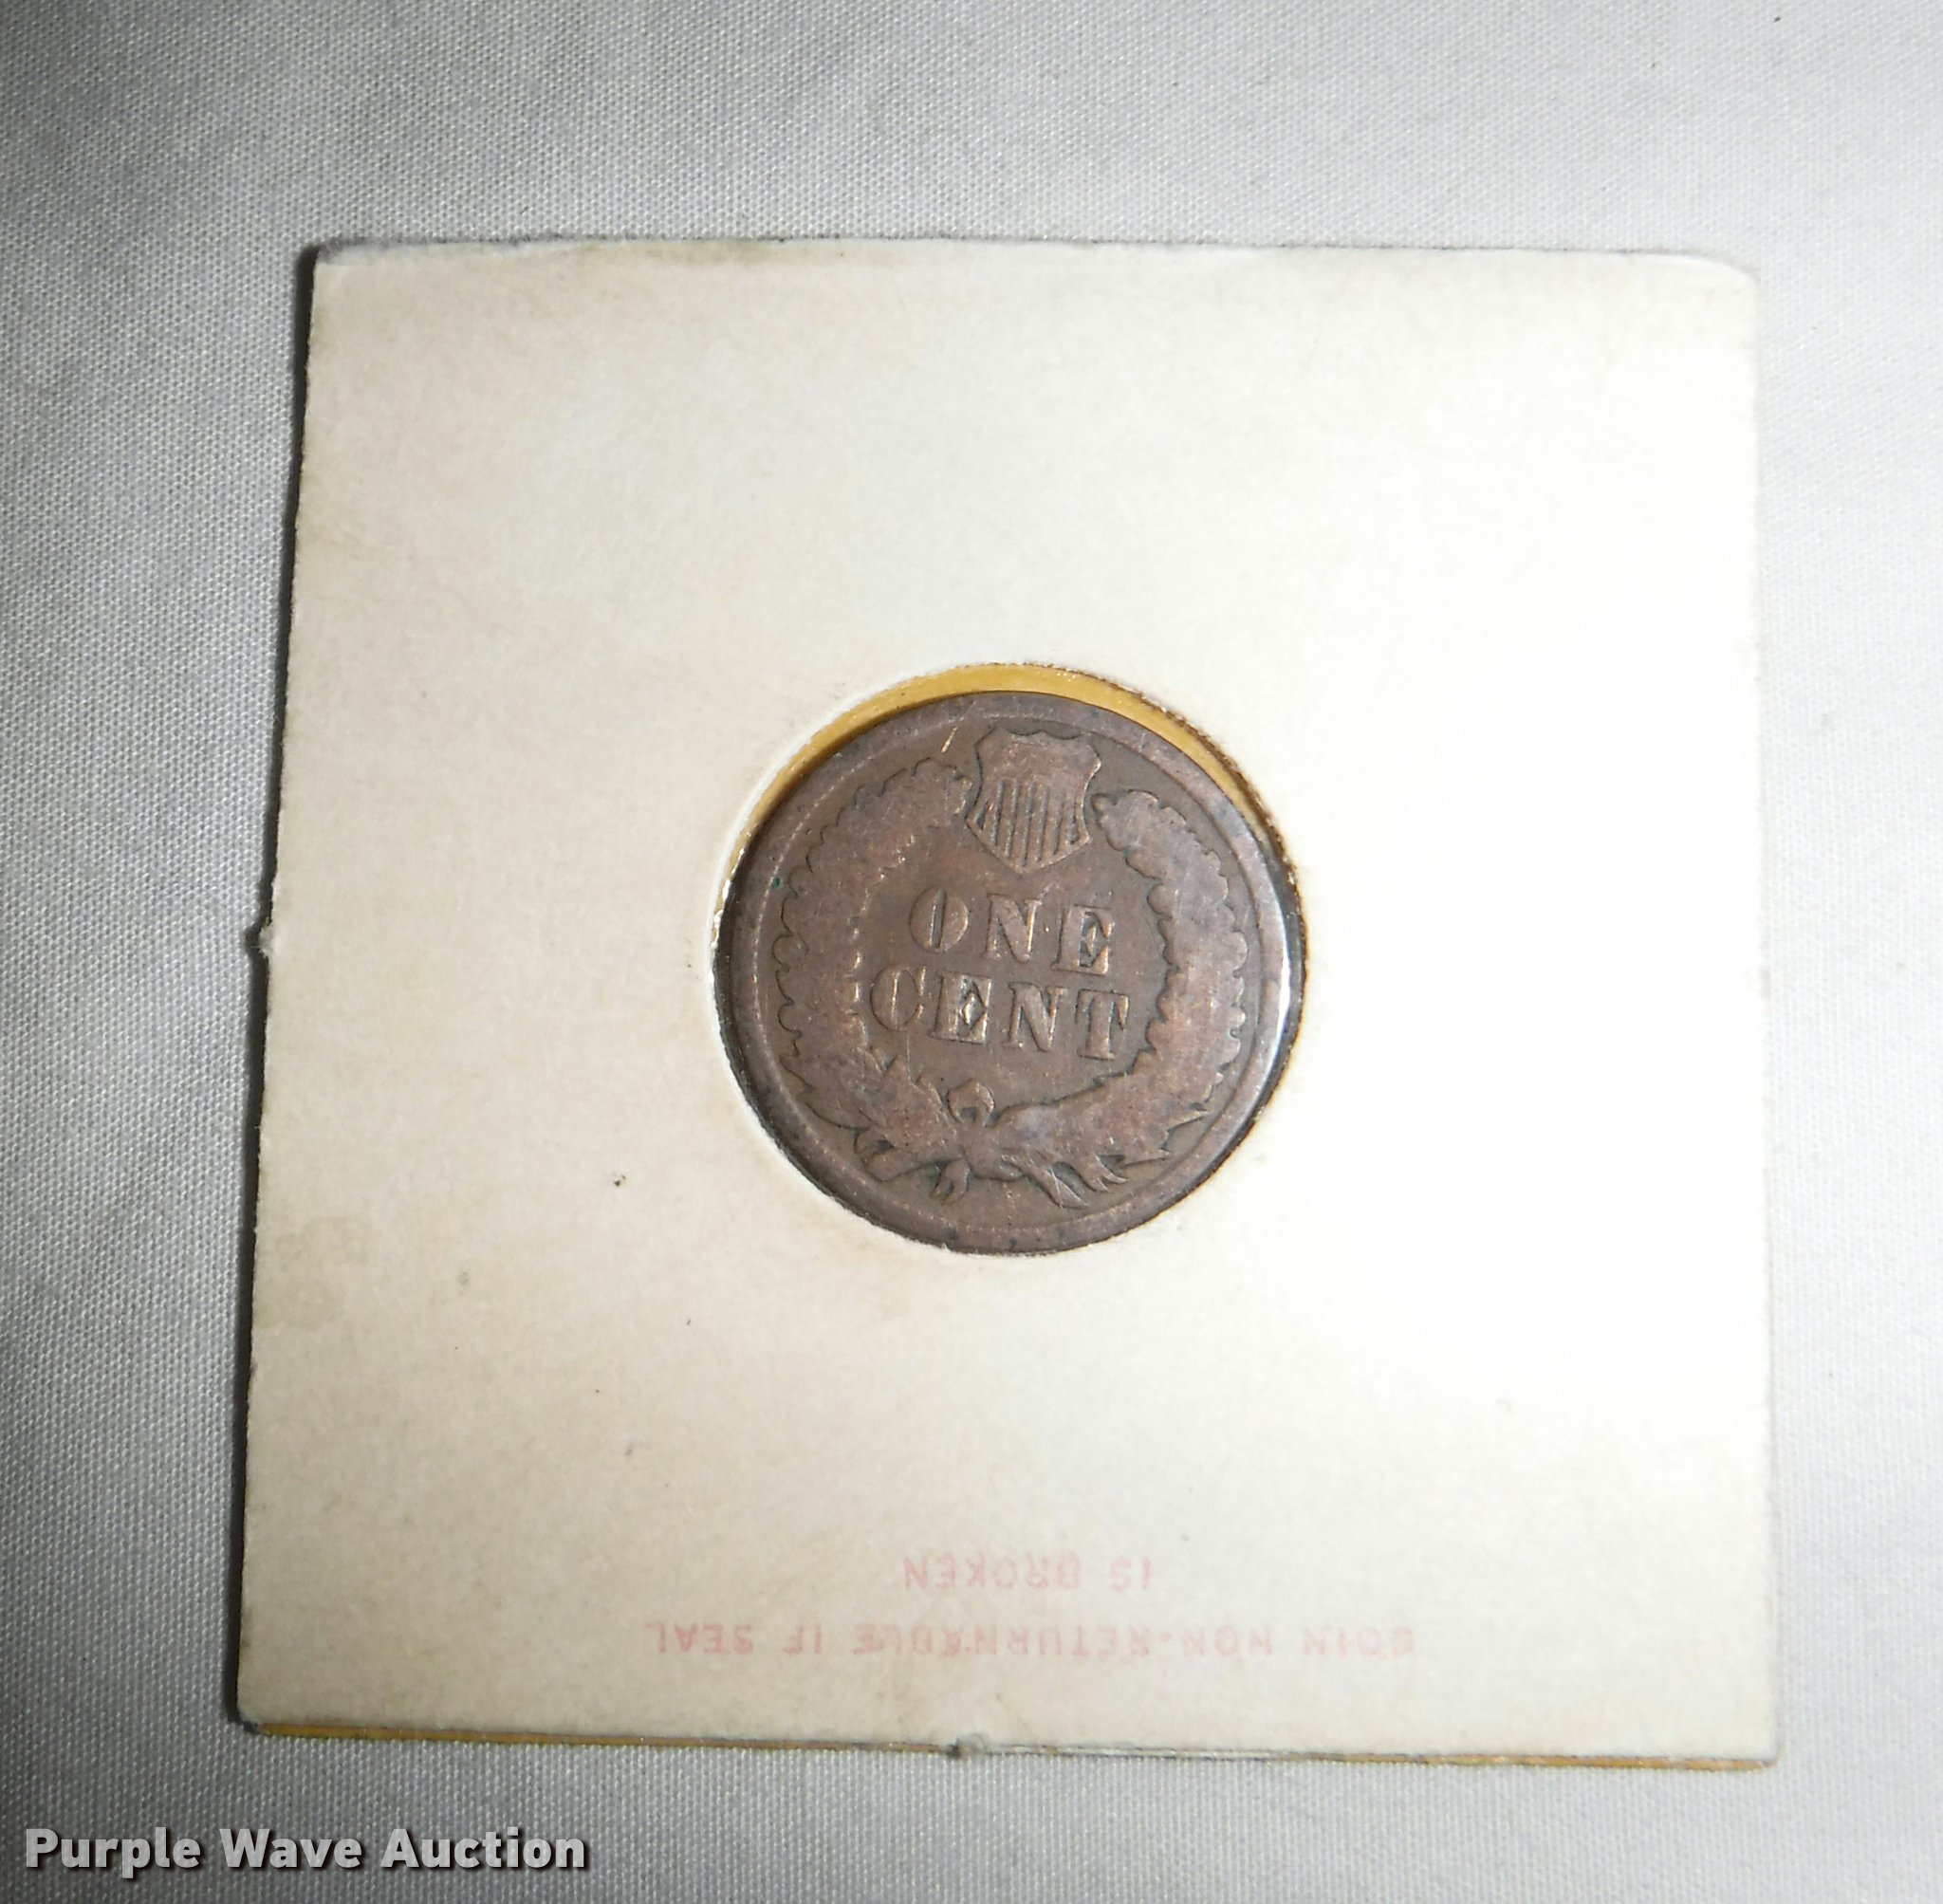 ONE
CENT
COIN NON-RETURNABLE IF SEAL
IS BROKEN
Purple Wave Auction